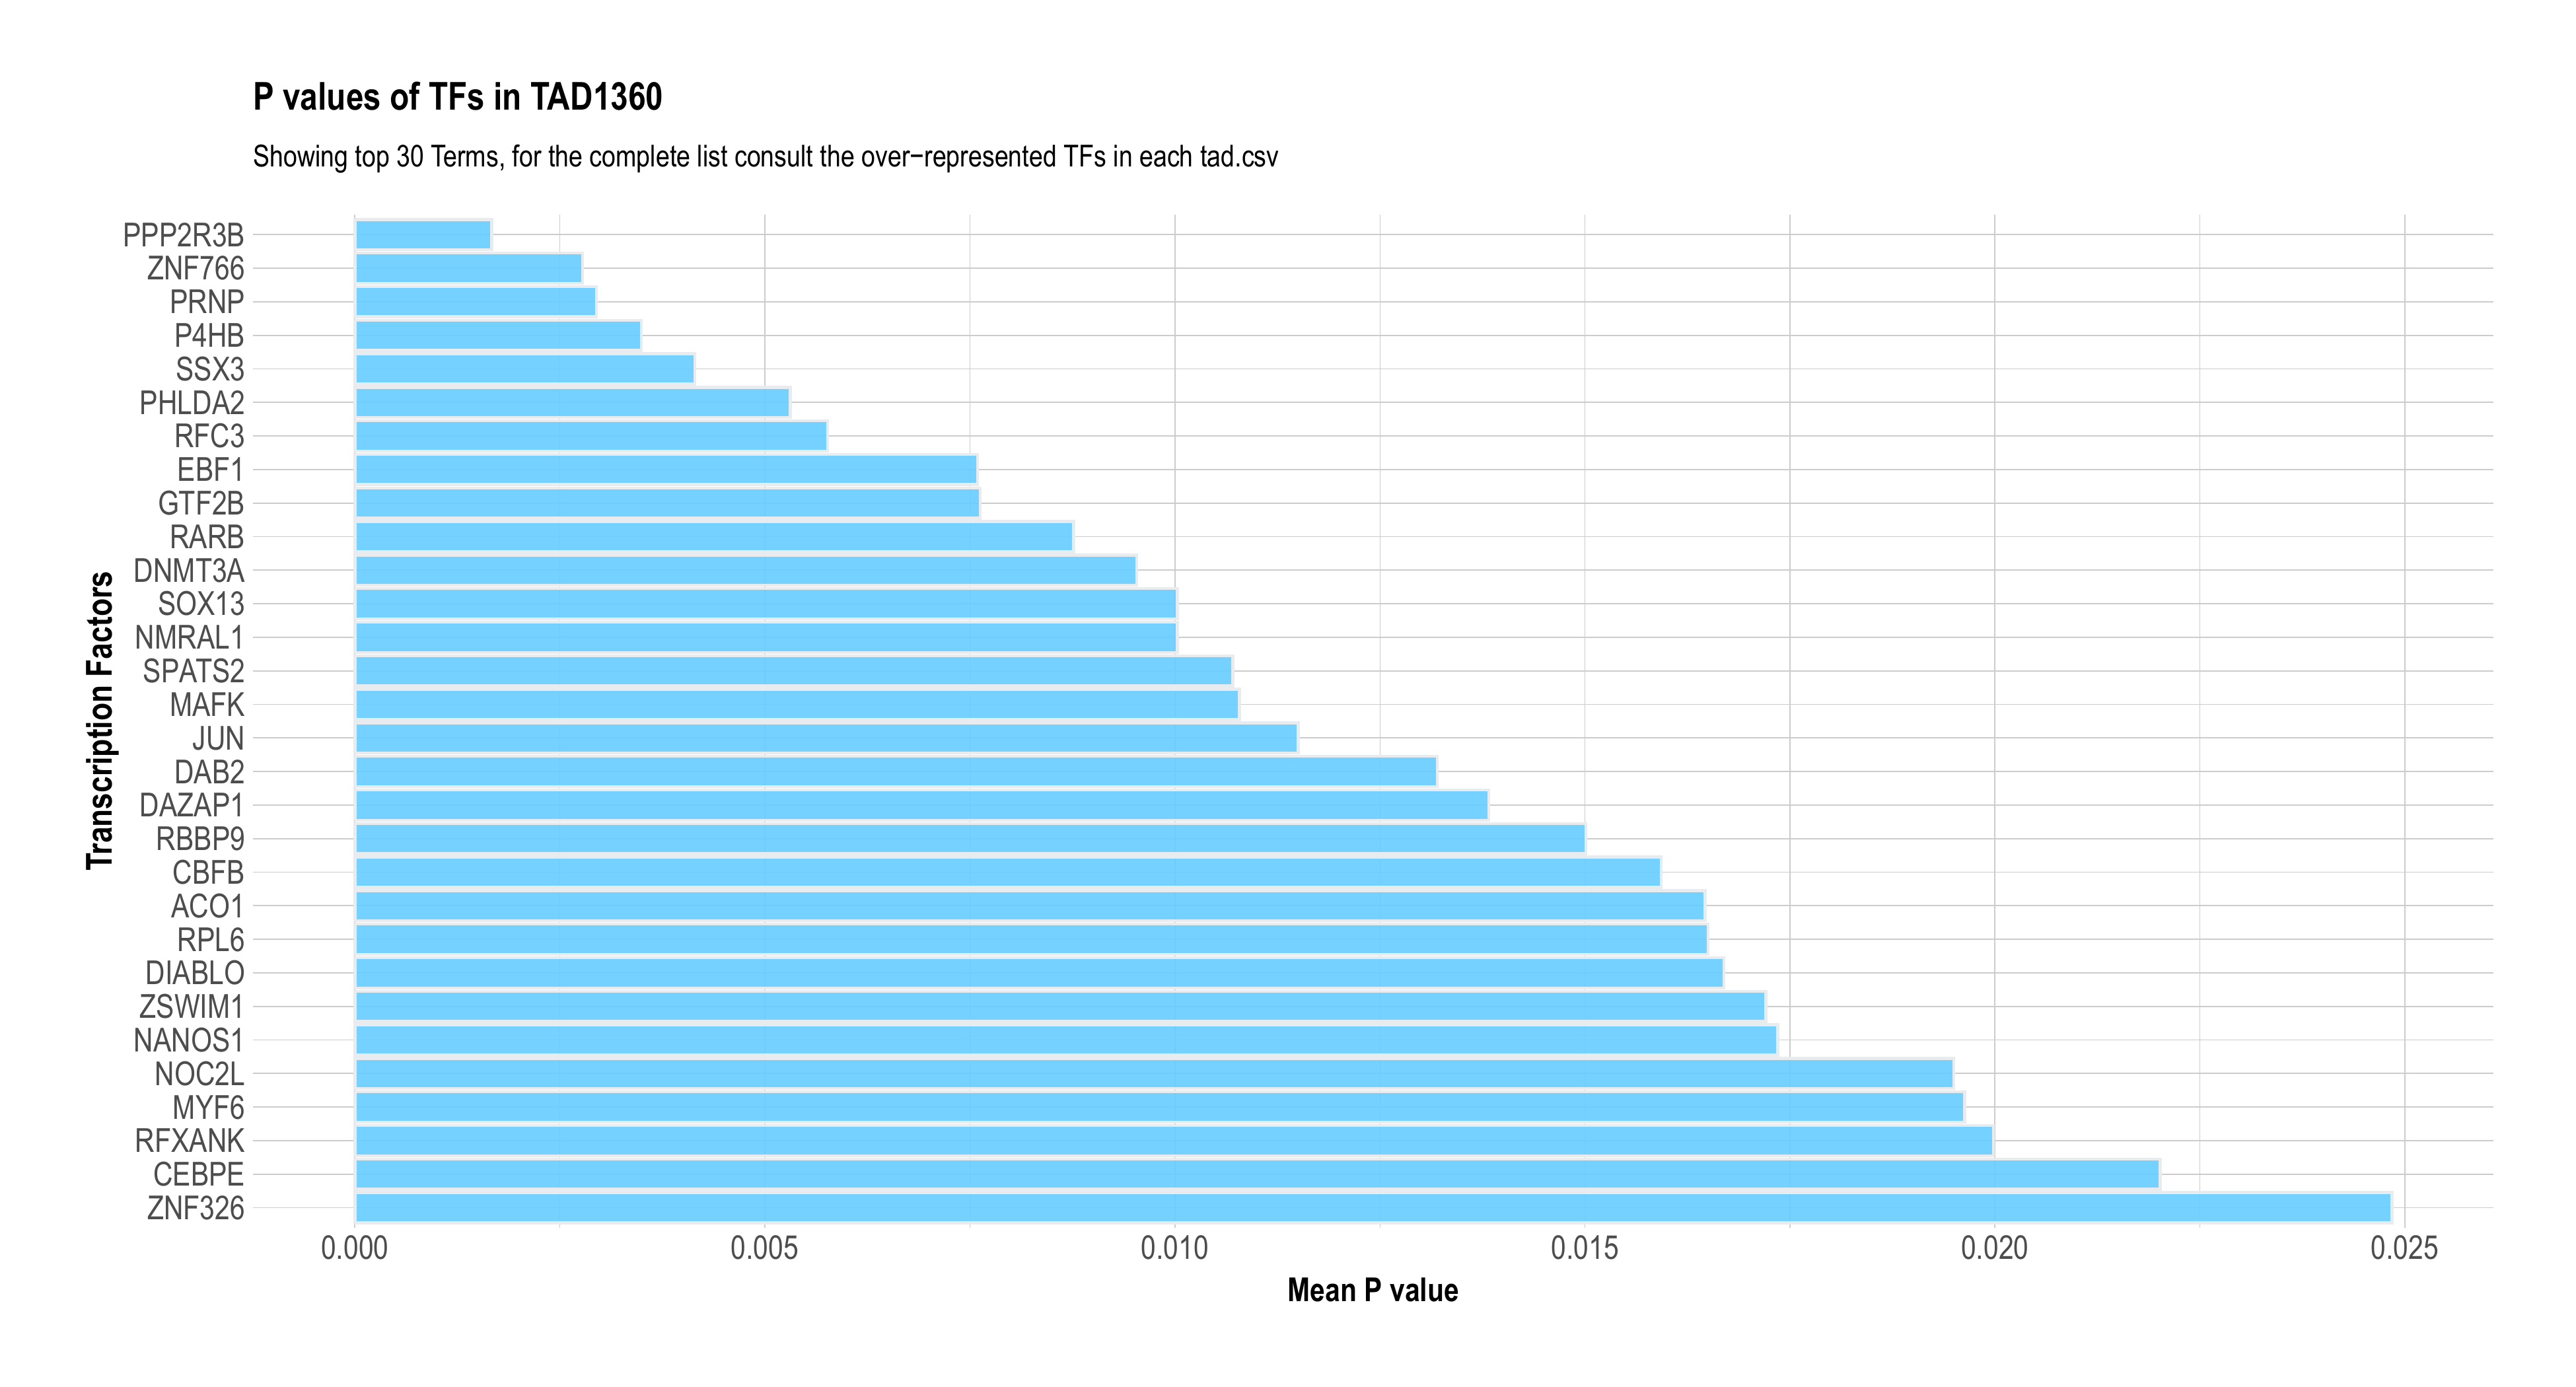 P values of TFs in TAD1360
Showing top 30 Terms, for the complete list consult the over−represented TFs in each tad.csv
Transcription Factors
PPP2R3B
ZNF766
PRNP
P4HB
SSX3
PHLDA2
RFC3
EBF1
GTF2B
RARB
DNMT3A
SOX13
NMRAL1
SPATS2
MAFK
JUN
DAB2
DAZAP1
RBBP9
CBFB
ACO1
RPL6
DIABLO
ZSWIM1
NANOS1
NOC2L
MYF6
RFXANK
CEBPE
ZNF326
0.000 0.005 0.010 0.015 0.020 0.025
Mean P value